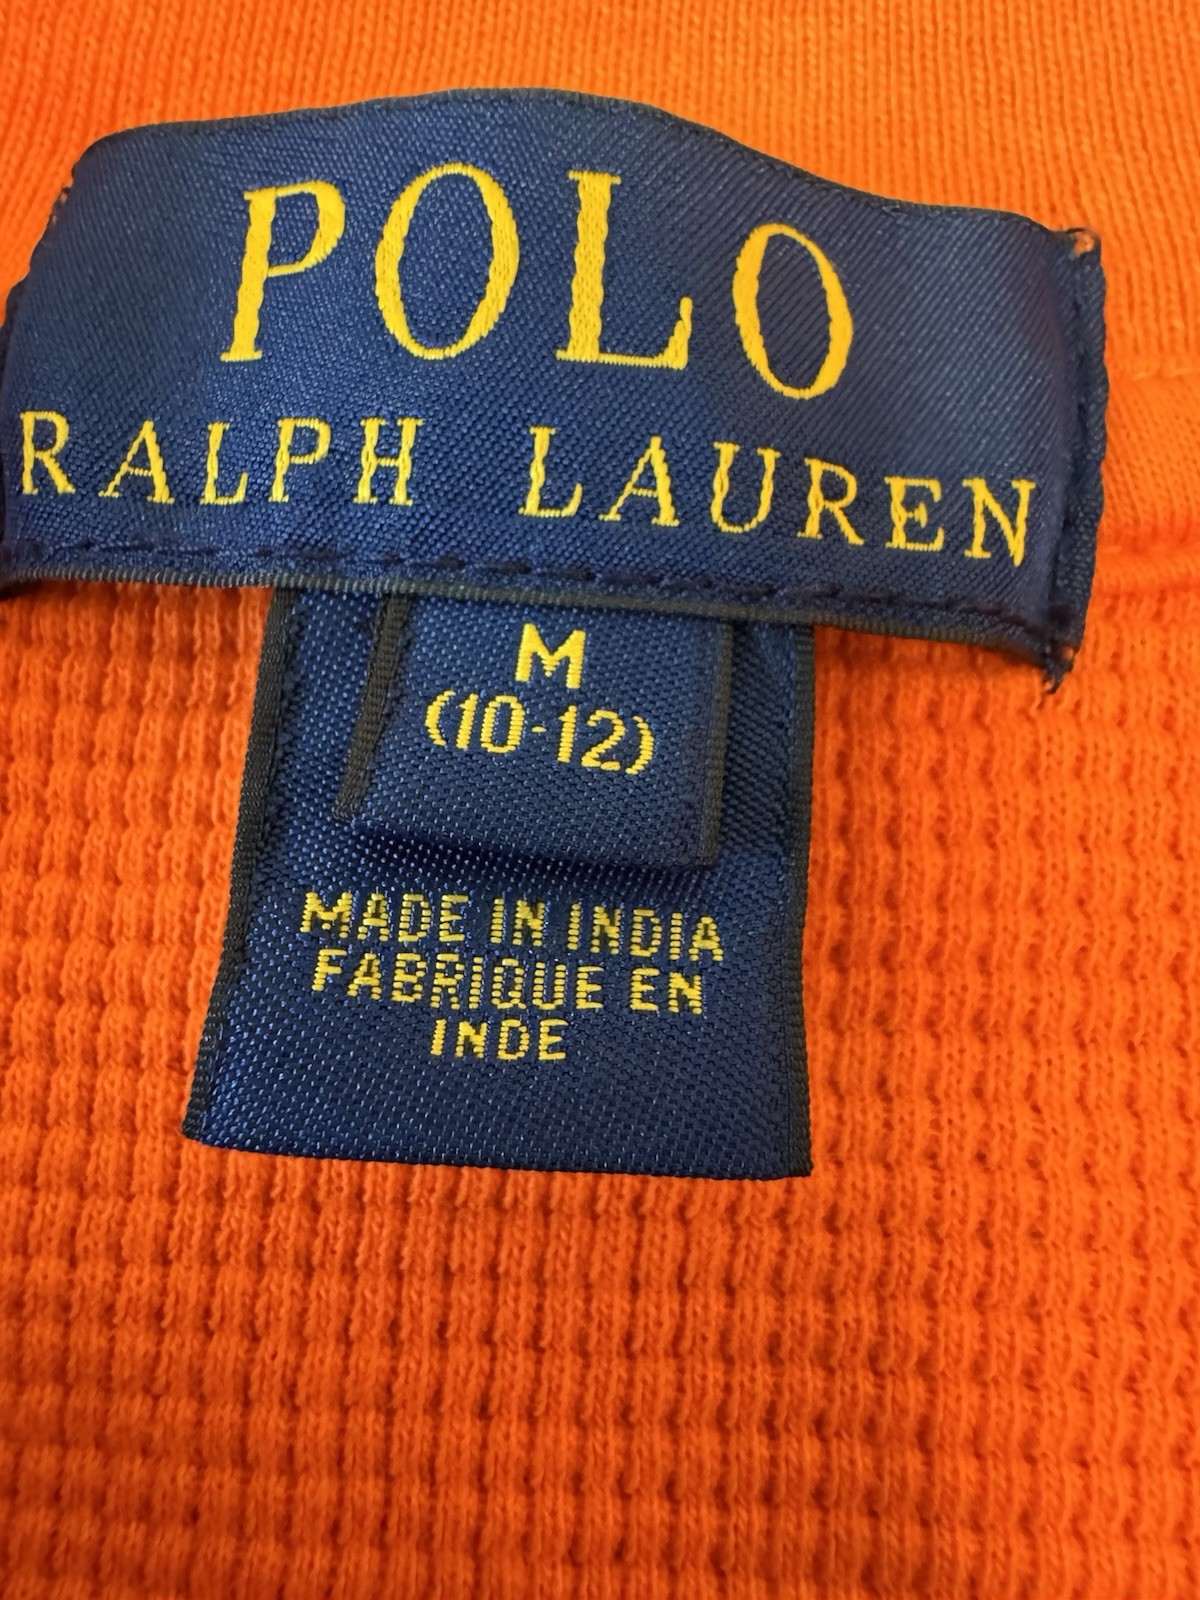 POLO
RALPH LAUREN
M
(10-12)
MADE IN INDIA
FABRIQUE EN
INDE